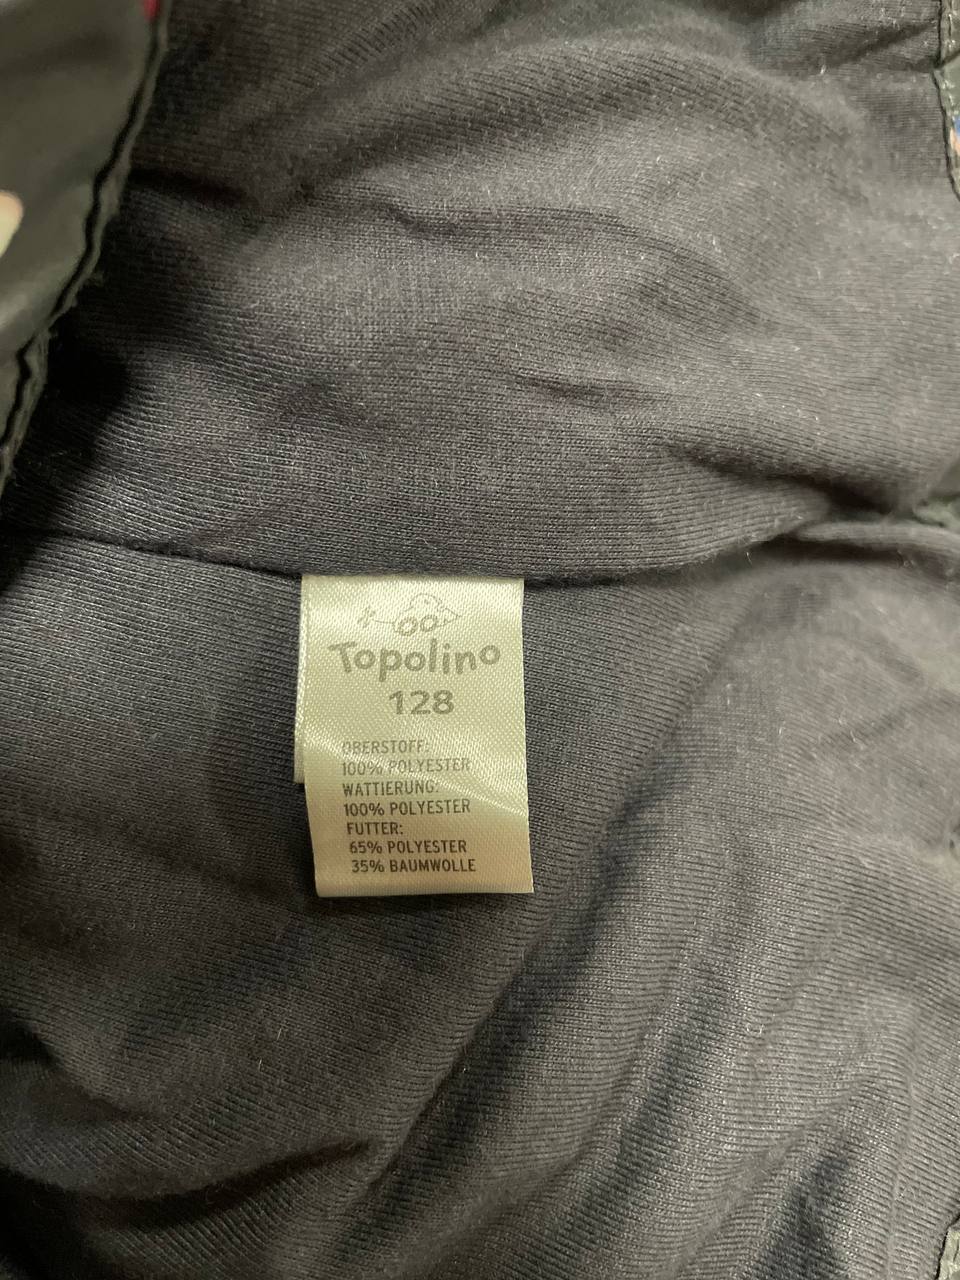 Topolino
128
OBERSTOFF:
100% POLYESTER
WATTIERUNG:
100% POLYESTER
FUTTER:
65% POLYESTER
35% BAUMWOLLE